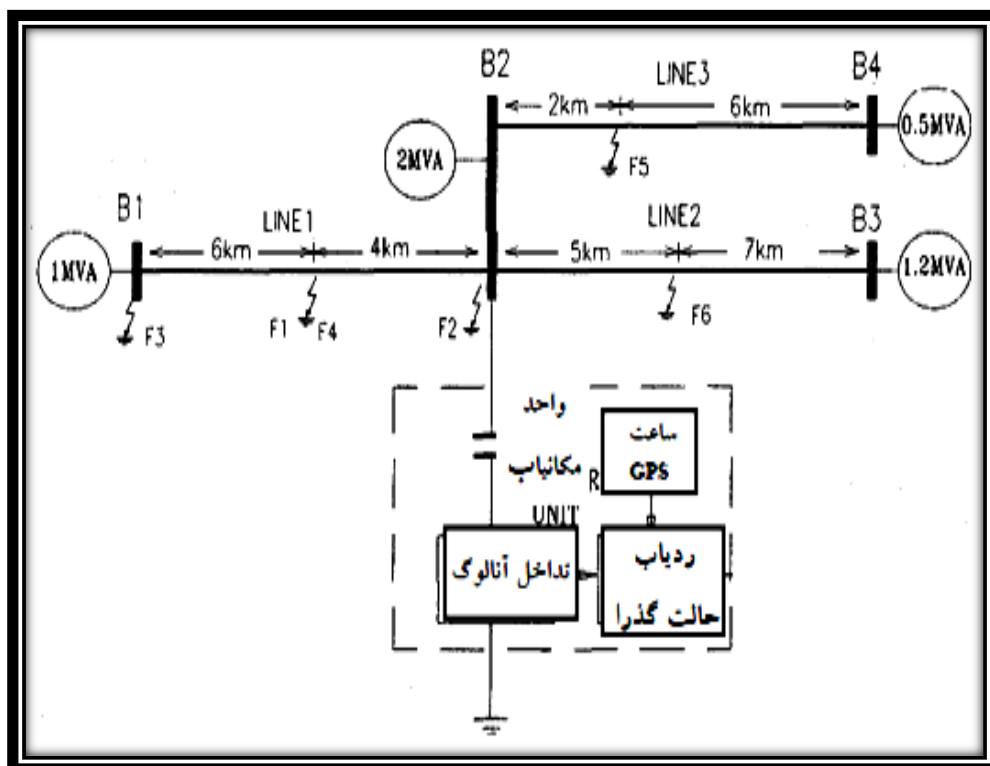 B2
LINE3
B4
2km
6km
0.5MVA
2MVA
F5
B1
LINE1
LINE2
B3
6km
4km
5km
7km
1MVA
1.2MVA
F3
F1
F4
F2
F6
واحد
مکانیاب
R
UNIT
ساعت
GPS
تداخل آنالوگ
ردیاب
حالت گذرا